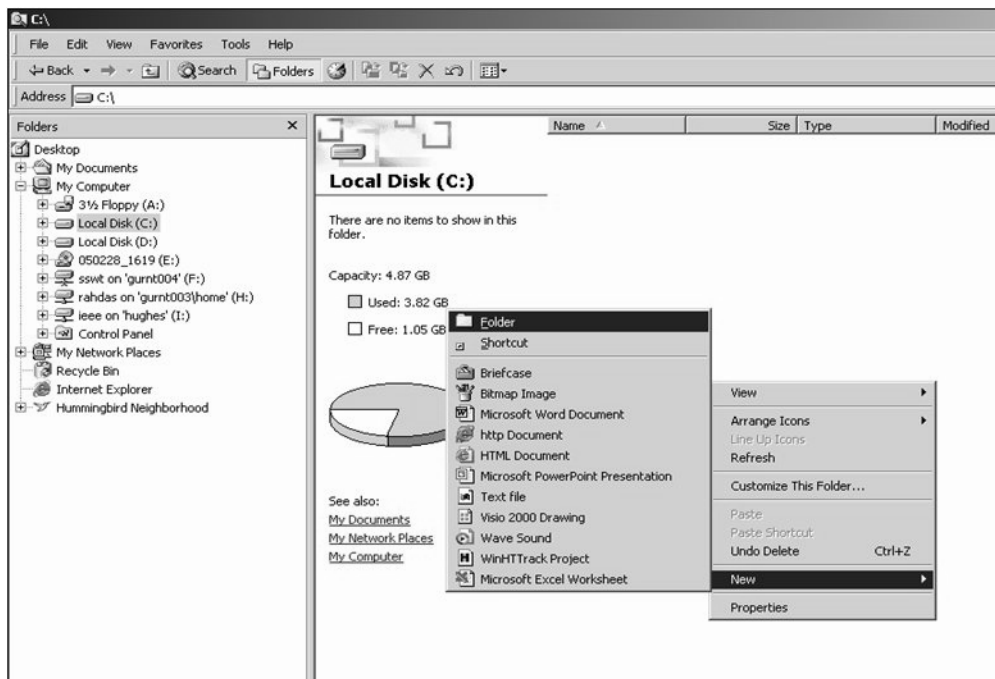 C:\
File Edit View Favorites Tools Help
Back Search Folders
Address C:\
Folders
Desktop
My Documents
My Computer
3½ Floppy (A:)
Local Disk (C:)
Local Disk (D:)
050228_1619 (E:)
sswt on 'gurnt004' (F:)
rahdas on 'gurnt003\home' (H:)
ieee on 'hughes' (I:)
Control Panel
My Network Places
Recycle Bin
Internet Explorer
Hummingbird Neighborhood
Name Size Type Modified
Local Disk (C:)
There are no items to show in this
folder.
Capacity: 4.87 GB
Used: 3.82 GB
Free: 1.05 GB
See also:
My Documents
My Network Places
My Computer
Folder
Shortcut
Briefcase
Bitmap Image
Microsoft Word Document
http Document
HTML Document
Microsoft PowerPoint Presentation
Text file
Visio 2000 Drawing
Wave Sound
WinHTTrack Project
Microsoft Excel Worksheet
View
Arrange Icons
Line Up Icons
Refresh
Customize This Folder...
Paste
Paste Shortcut
Undo Delete Ctrl+Z
New
Properties